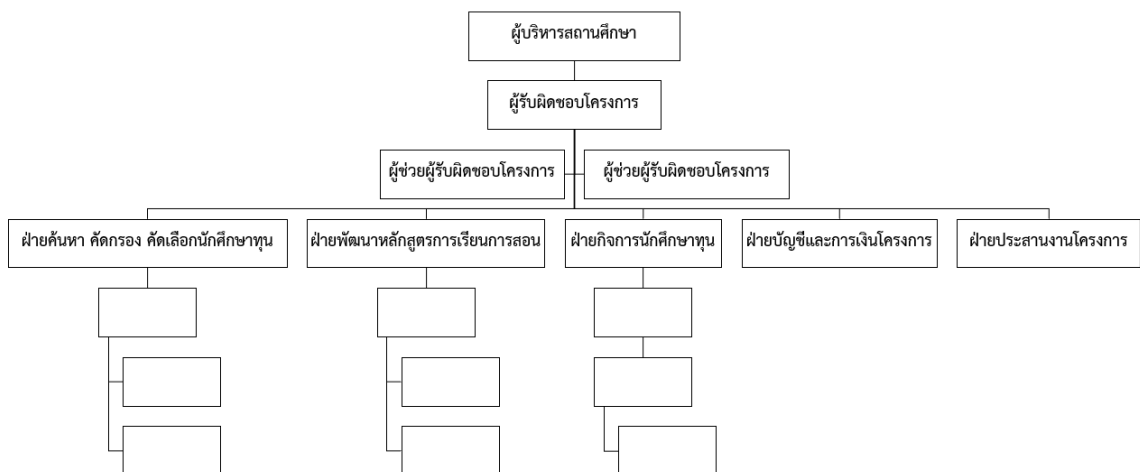 ผู้บริหารสถานศึกษา
ผู้รับผิดชอบโครงการ
ผู้ช่วยผู้รับผิดชอบโครงการ
ผู้ช่วยผู้รับผิดชอบโครงการ
ฝ่ายค้นหา คัดกรอง คัดเลือกนักศึกษาทุน
ฝ่ายพัฒนาหลักสูตรการเรียนการสอน
ฝ่ายกิจการนักศึกษาทุน
ฝ่ายบัญชีและการเงินโครงการ
ฝ่ายประสานงานโครงการ